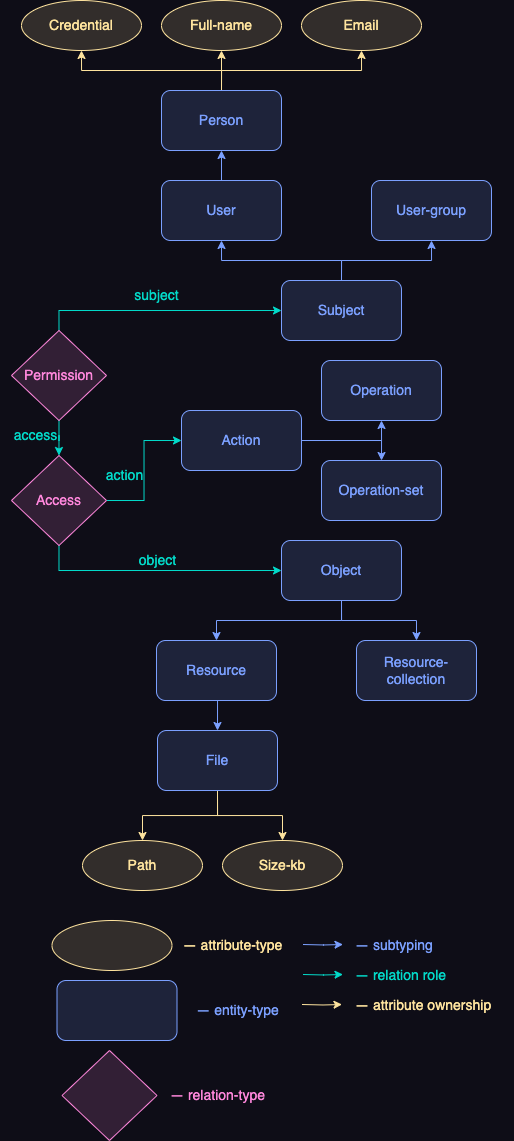 Credential
Full-name
Email
Person
User
User-group
subject
Subject
Permission
Operation
access
Action
action
Operation-set
Access
object
Object
Resource
Resource-
collection
File
Path
Size-kb
— attribute-type
— subtyping
— relation role
— entity-type
— attribute ownership
— relation-type